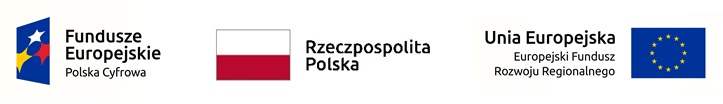 Fundusze
Europejskie
Polska Cyfrowa
Rzeczpospolita
Polska
Unia Europejska
Europejski Fundusz
Rozwoju Regionalnego